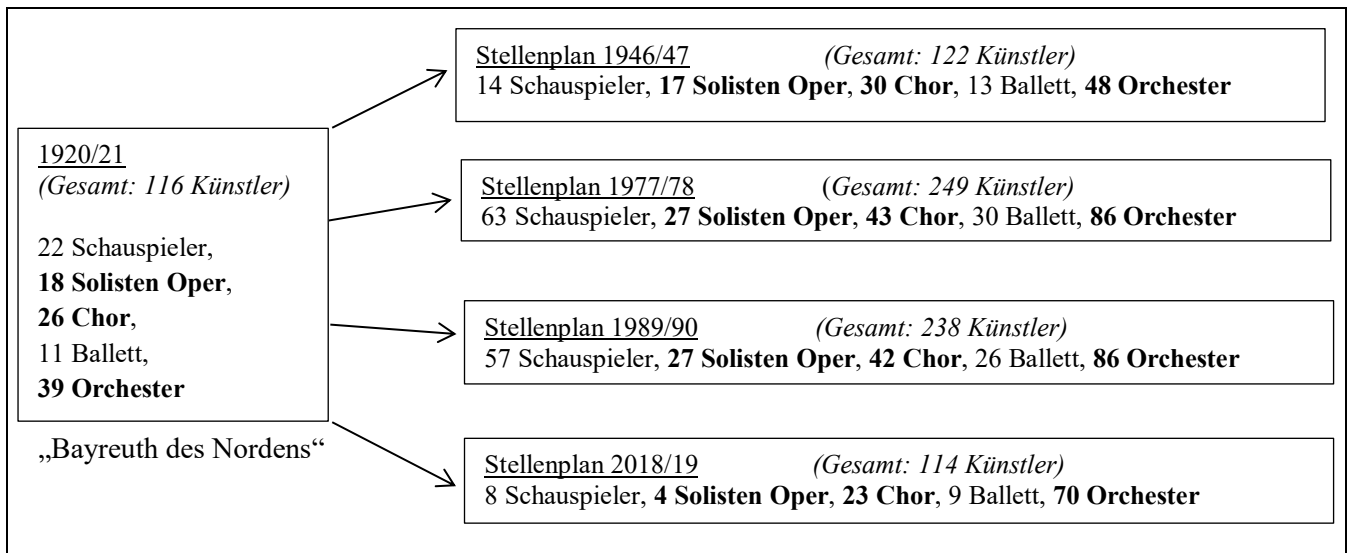 1920/21
(Gesamt: 116 Künstler)
22 Schauspieler,
18 Solisten Oper,
26 Chor,
11 Ballett,
39 Orchester
„Bayreuth des Nordens“
Stellenplan 1946/47 (Gesamt: 122 Künstler)
14 Schauspieler, 17 Solisten Oper, 30 Chor, 13 Ballett, 48 Orchester
Stellenplan 1977/78 (Gesamt: 249 Künstler)
63 Schauspieler, 27 Solisten Oper, 43 Chor, 30 Ballett, 86 Orchester
Stellenplan 1989/90 (Gesamt: 238 Künstler)
57 Schauspieler, 27 Solisten Oper, 42 Chor, 26 Ballett, 86 Orchester
Stellenplan 2018/19 (Gesamt: 114 Künstler)
8 Schauspieler, 4 Solisten Oper, 23 Chor, 9 Ballett, 70 Orchester